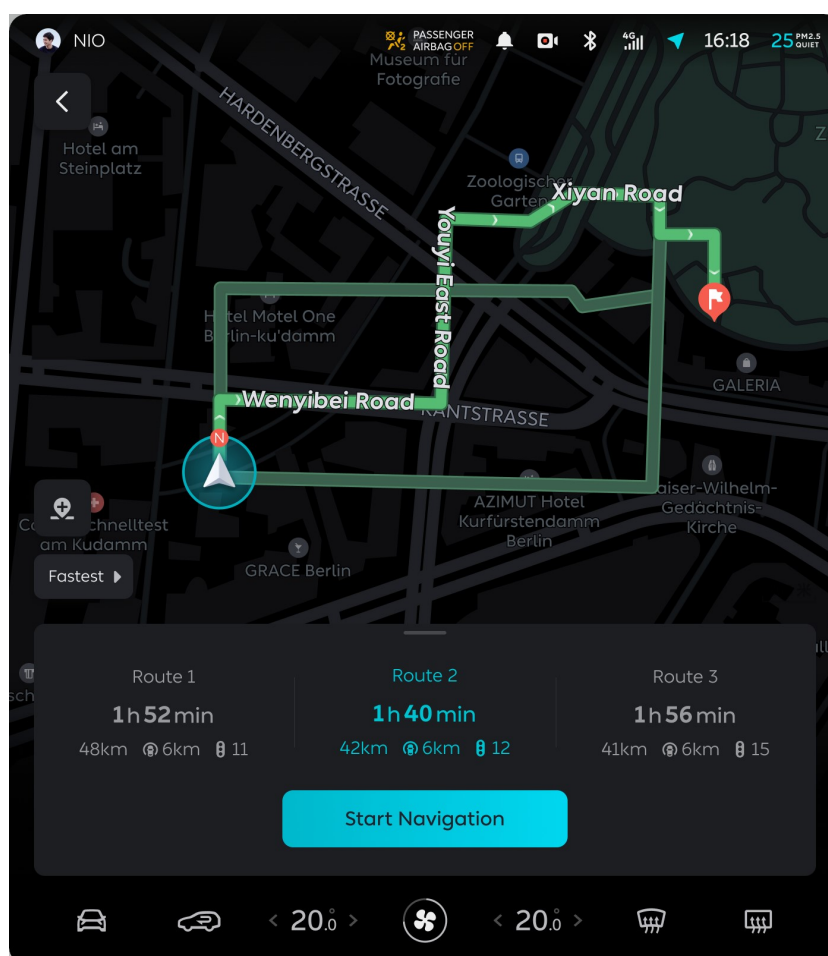 NIO
PASSENGER
AIRBAG OFF
4G
16:18
25 PM2.5
QUIET
Museum für
Fotografie
HARDENBERGSTRASSE
Hotel am
Steinplatz
Z
Zoologischer
Garten
Xiyan Road
Youyi East Road
Hotel Motel One
Berlin-ku'damm
GALERIA
Wenyibei Road
KANTSTRASSE
N
AZIMUT Hotel
Kurfürstendamm
Berlin
Kaiser-Wilhelm-
Gedächtnis-
Kirche
chnelltest
am Kudamm
GRACE Berlin
Fastest
Route 1
1h52min
48km 6km 11
Route 2
1h40min
42km 6km 12
Route 3
1h56min
41km 6km 15
Start Navigation
20.0
20.0